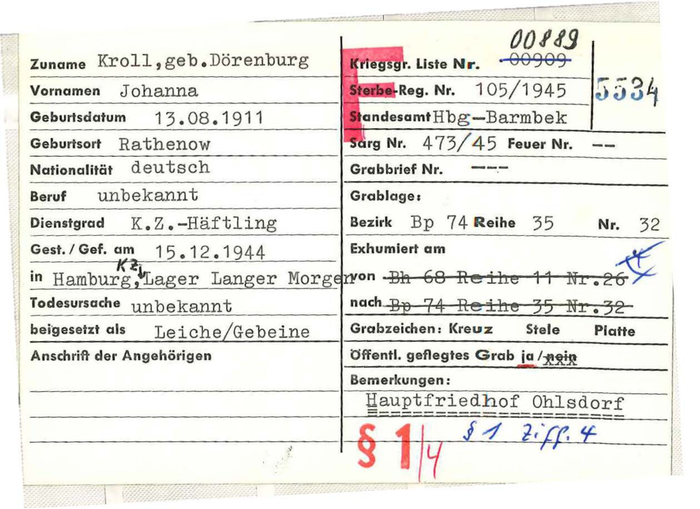 Zuname Kroll,geb.Dörenburg
Vornamen Johanna
Geburtsdatum 13.08.1911
Geburtsort Rathenow
Nationalität deutsch
Beruf unbekannt
Dienstgrad K.Z.-Häftling
Gest./Gef. am 15.12.1944
KZ
in Hamburg, Lager Langer Morgen
Todesursache unbekannt
beigesetzt als Leiche/Gebeine
Anschrift der Angehörigen
00889
Kriegsgr. Liste Nr. 00909
F
5534
Sterbe-Reg. Nr. 105/1945
Standesamt Hbg-Barmbek
Sarg Nr. 473/45 Feuer Nr. --
Grabbrief Nr. ---
Grablage:
Bezirk Bp 74 Reihe 35 Nr. 32
Exhumiert am
von Bh 68 Reihe 11 Nr.26
nach Bp 74 Reihe 35 Nr.32
Grabzeichen: Kreuz Stele Platte
Öffentl. gepflegtes Grab ja/nein
Bemerkungen:
Hauptfriedhof Ohlsdorf
§ 1/4
§ 1 Ziff. 4